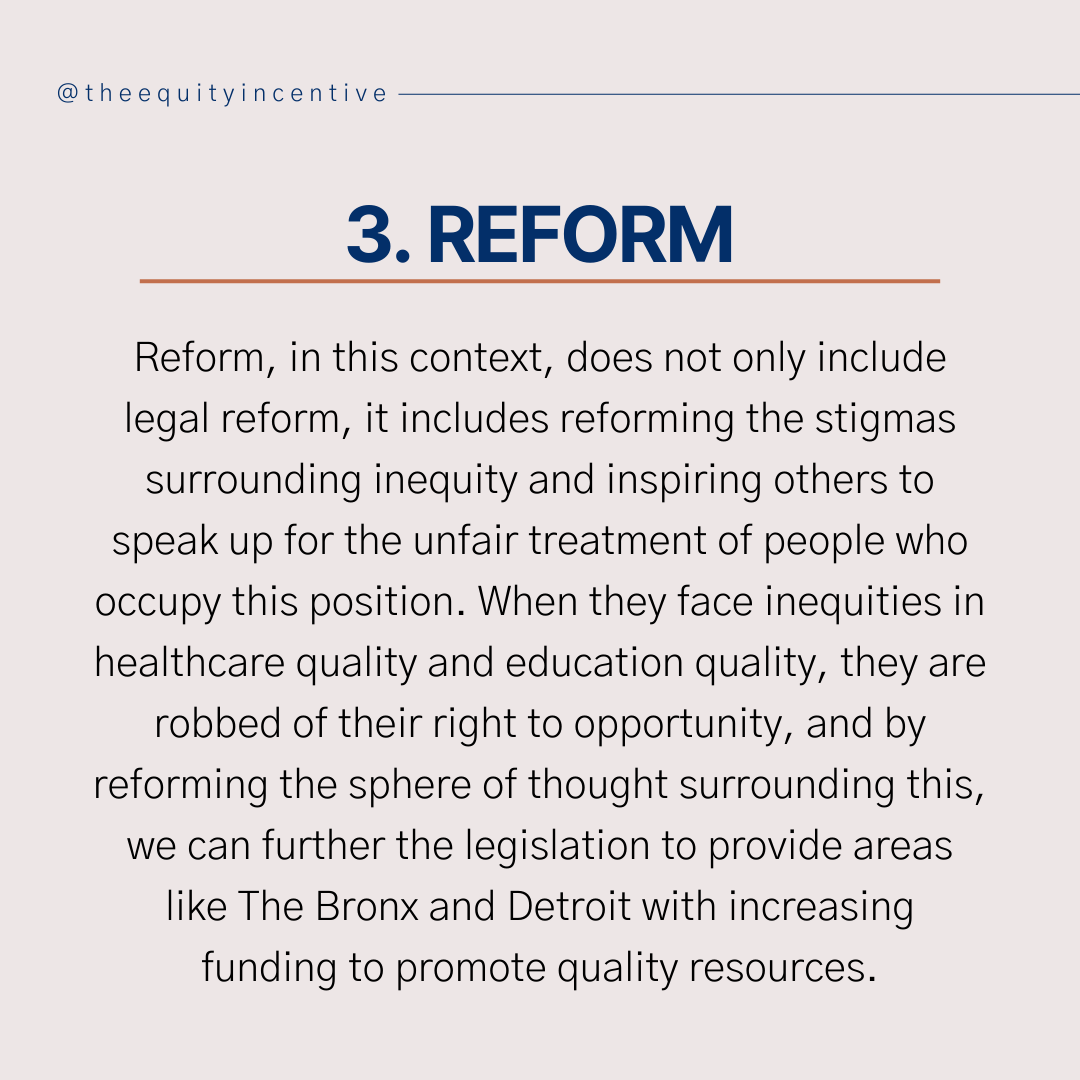 @theequityincentive
3. REFORM
Reform, in this context, does not only include
legal reform, it includes reforming the stigmas
surrounding inequity and inspiring others to
speak up for the unfair treatment of people who
occupy this position. When they face inequities in
healthcare quality and education quality, they are
robbed of their right to opportunity, and by
reforming the sphere of thought surrounding this,
we can further the legislation to provide areas
like The Bronx and Detroit with increasing
funding to promote quality resources.